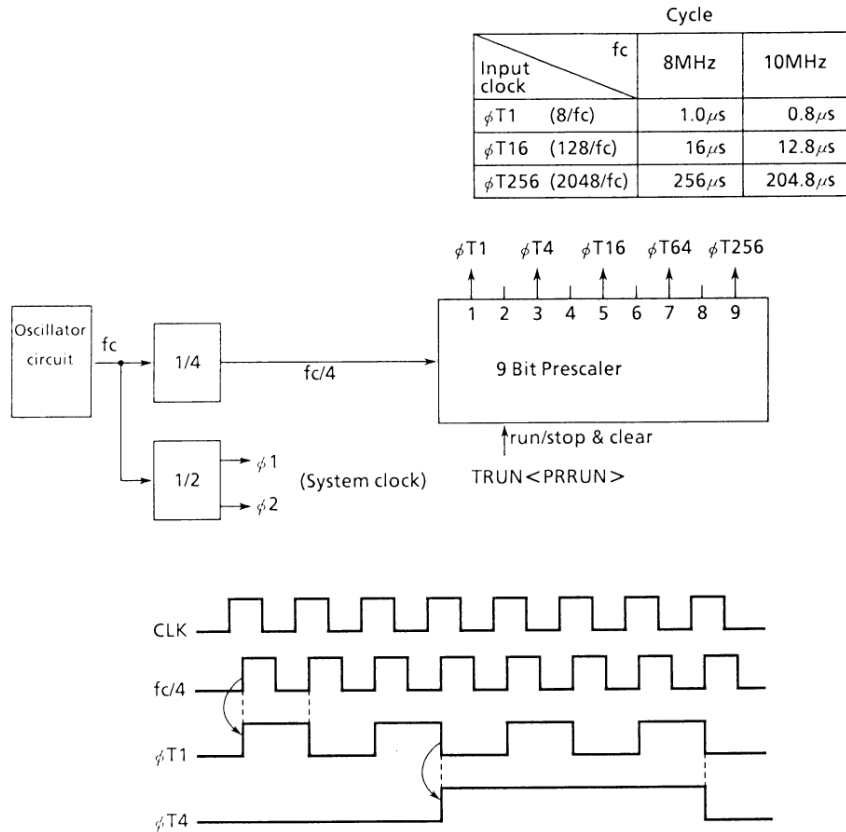 Cycle
fc
Input clock
8MHz
10MHz
ϕT1 (8/fc) 1.0μs 0.8μs
ϕT16 (128/fc) 16μs 12.8μs
ϕT256 (2048/fc) 256μs 204.8μs
ϕT1 ϕT4 ϕT16 ϕT64 ϕT256
1 2 3 4 5 6 7 8 9
Oscillator
circuit
fc
1/4
fc/4
9 Bit Prescaler
run/stop & clear
TRUN<PRRUN>
1/2
ϕ1
(System clock)
ϕ2
CLK
fc/4
ϕT1
ϕT4